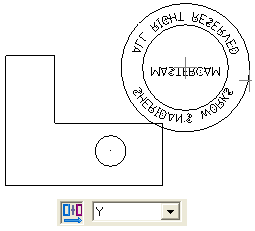 ALL RIGHT RESERVED
MASTERCAM
SHERIDAN'S WORKS
Y